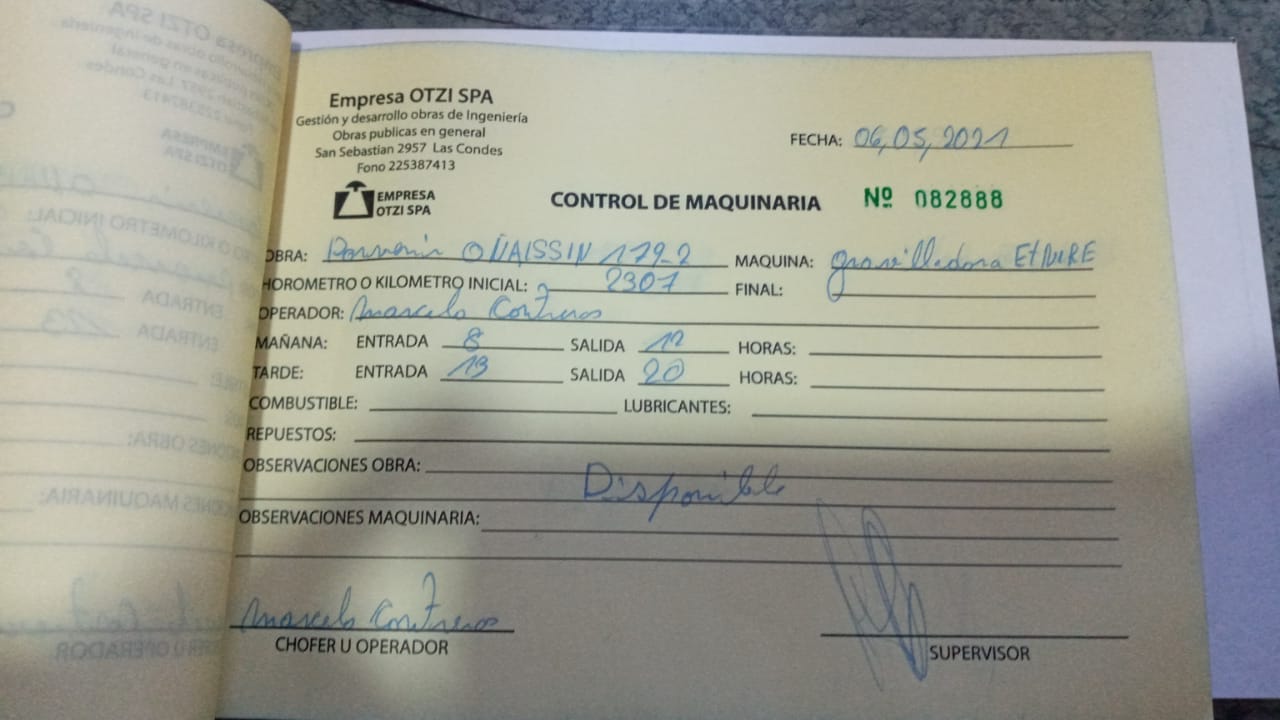 Empresa OTZI SPA
Gestión y desarrollo obras de Ingeniería
Obras publicas en general
San Sebastian 2957 Las Condes
Fono 225387413
FECHA: 06,05,2021
EMPRESA
OTZI SPA
CONTROL DE MAQUINARIA Nº 082888
OBRA: Porvenir OÑAISSIN 179-2 MAQUINA: gravilladora
HOROMETRO O KILOMETRO INICIAL: 2307 FINAL:
OPERADOR: Marcelo Contreras
MAÑANA: ENTRADA 8 SALIDA 12 HORAS:
TARDE: ENTRADA 13 SALIDA 20 HORAS:
COMBUSTIBLE: LUBRICANTES:
REPUESTOS:
OBSERVACIONES OBRA:
Disponible
OBSERVACIONES MAQUINARIA:
Marcelo Contreras
CHOFER U OPERADOR
SUPERVISOR